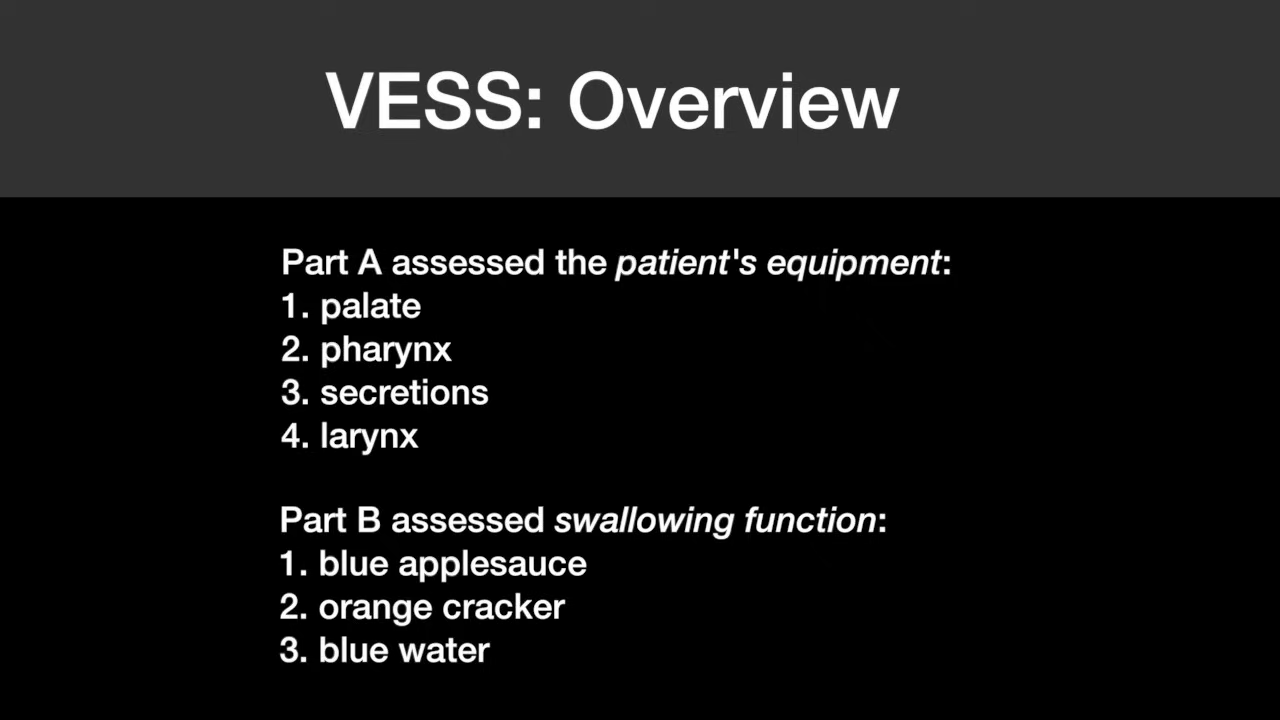 VESS: Overview
Part A assessed the patient's equipment:
1. palate
2. pharynx
3. secretions
4. larynx
Part B assessed swallowing function:
1. blue applesauce
2. orange cracker
3. blue water